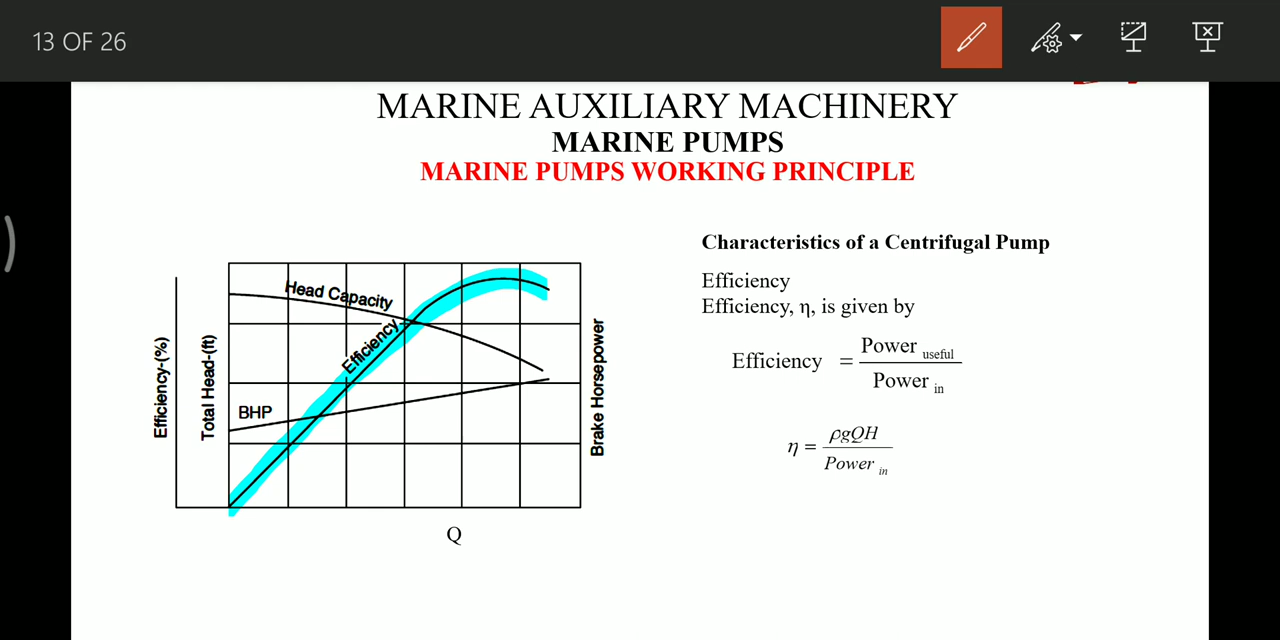 13 OF 26
MARINE AUXILIARY MACHINERY
MARINE PUMPS
MARINE PUMPS WORKING PRINCIPLE
Efficiency-(%)
Total Head-(ft)
Head Capacity
Efficiency
BHP
Brake Horsepower
Q
Characteristics of a Centrifugal Pump
Efficiency
Efficiency, η, is given by
Efficiency = Power useful / Power in
η = ρgQH / Power in